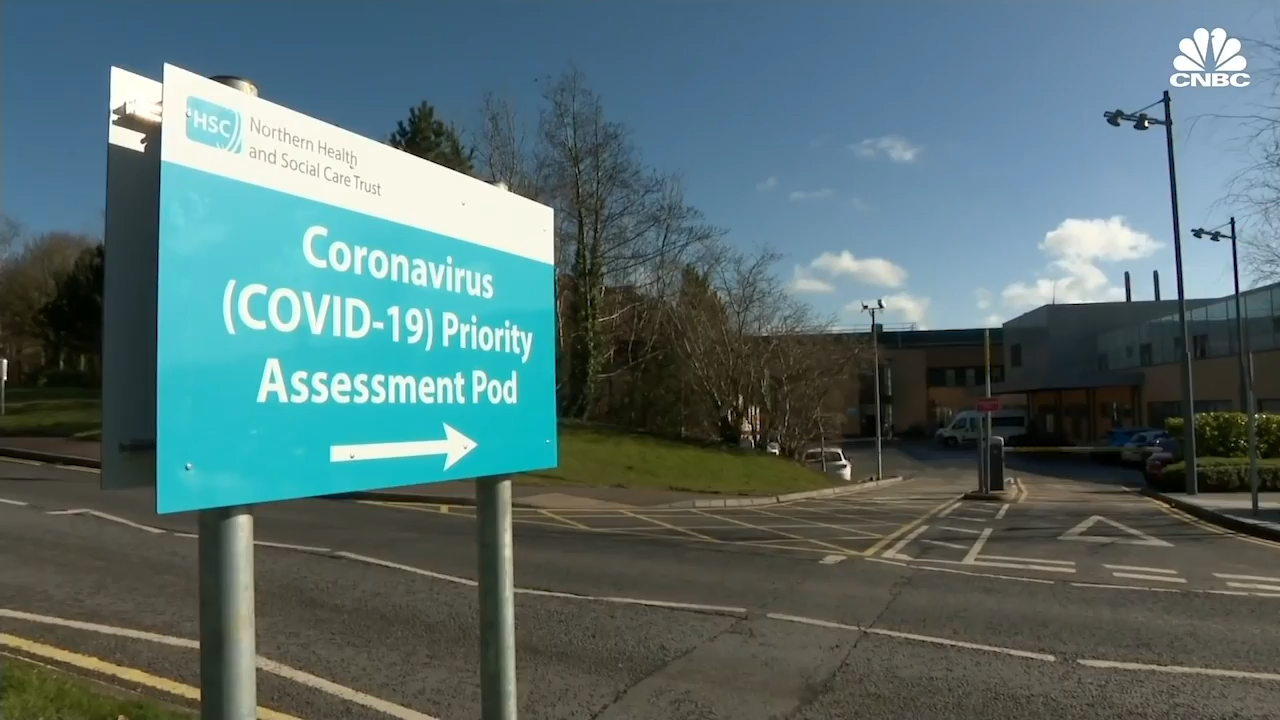 CNBC
HSC
Northern Health
and Social Care Trust
Coronavirus
(COVID-19) Priority
Assessment Pod